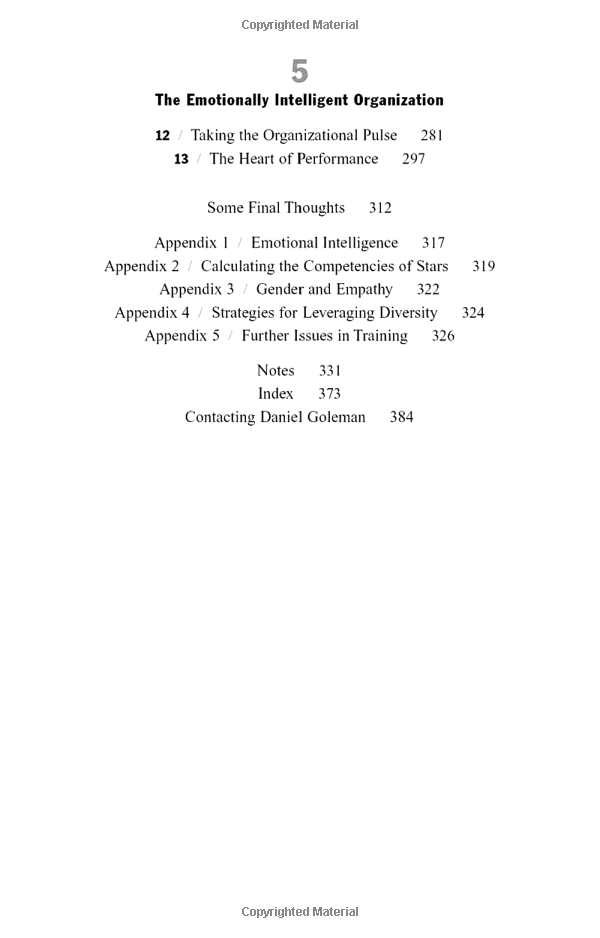 Copyrighted Material
5
The Emotionally Intelligent Organization
12 / Taking the Organizational Pulse 281
13 / The Heart of Performance 297
Some Final Thoughts 312
Appendix 1 / Emotional Intelligence 317
Appendix 2 / Calculating the Competencies of Stars 319
Appendix 3 / Gender and Empathy 322
Appendix 4 / Strategies for Leveraging Diversity 324
Appendix 5 / Further Issues in Training 326
Notes 331
Index 373
Contacting Daniel Goleman 384
Copyrighted Material